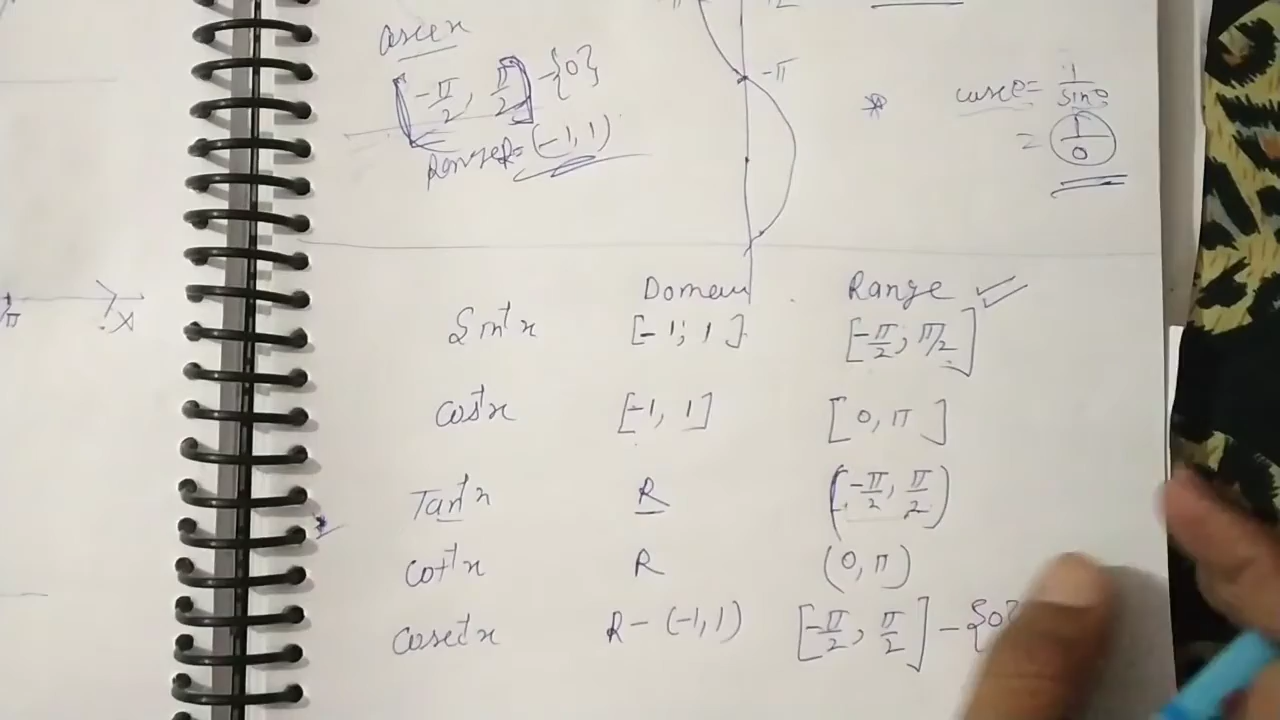 cosec x
[-π/2, π/2] - {0}
Range R - (-1, 1)
-π
* cosecθ = 1/sinθ
= 1/0
Domain Range
Sin⁻¹x [-1, 1] [-π/2, π/2]
cos⁻¹x [-1, 1] [0, π]
Tan⁻¹x R (-π/2, π/2)
cot⁻¹x R (0, π)
cosec⁻¹x R - (-1, 1) [-π/2, π/2] - {0}
π X